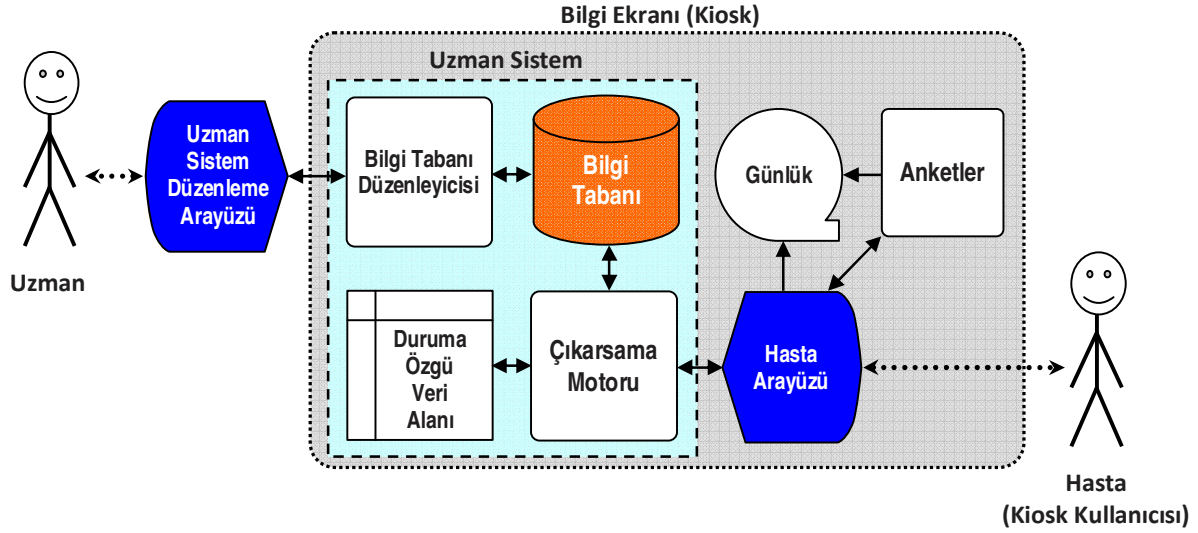 Bilgi Ekranı (Kiosk)
Uzman Sistem
Uzman
Sistem
Düzenleme
Arayüzü
Bilgi Tabanı
Düzenleyicisi
Bilgi
Tabanı
Günlük
Anketler
Uzman
Duruma
Özgü
Veri
Alanı
Çıkarsama
Motoru
Hasta
Arayüzü
Hasta
(Kiosk Kullanıcısı)